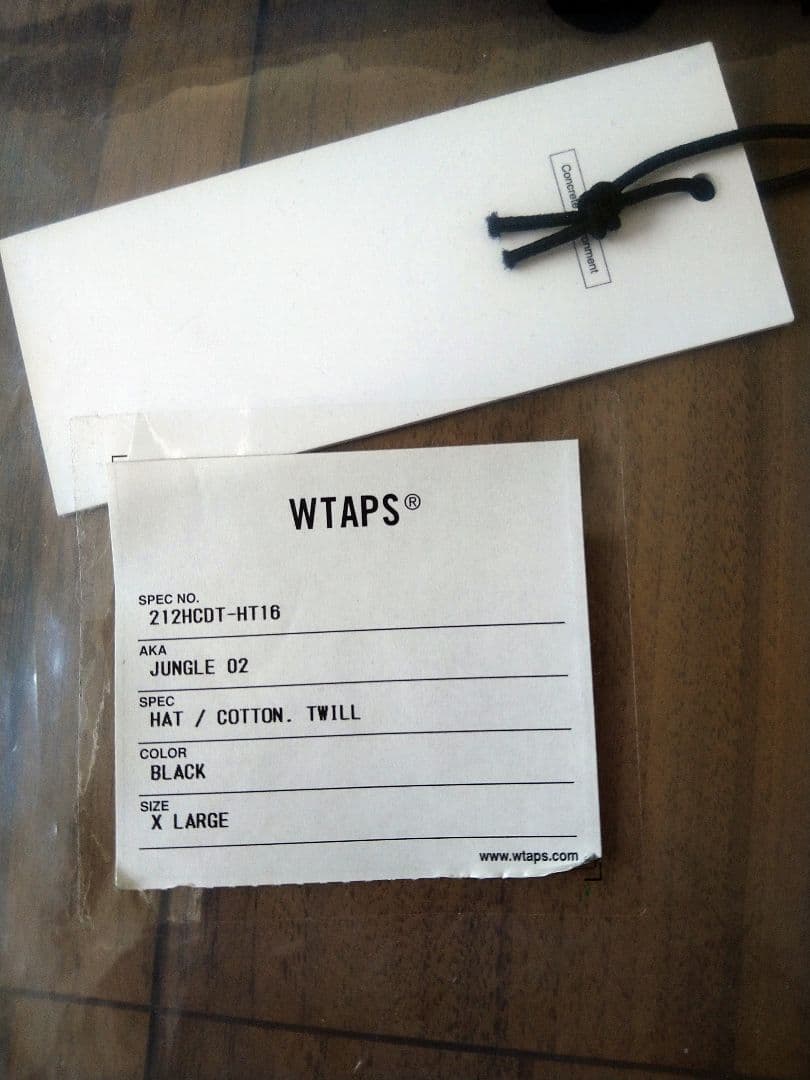 Concrete
onment
WTAPS®
SPEC NO.
212HCDT-HT16
AKA
JUNGLE 02
SPEC
HAT / COTTON. TWILL
COLOR
BLACK
SIZE
X LARGE
www.wtaps.com